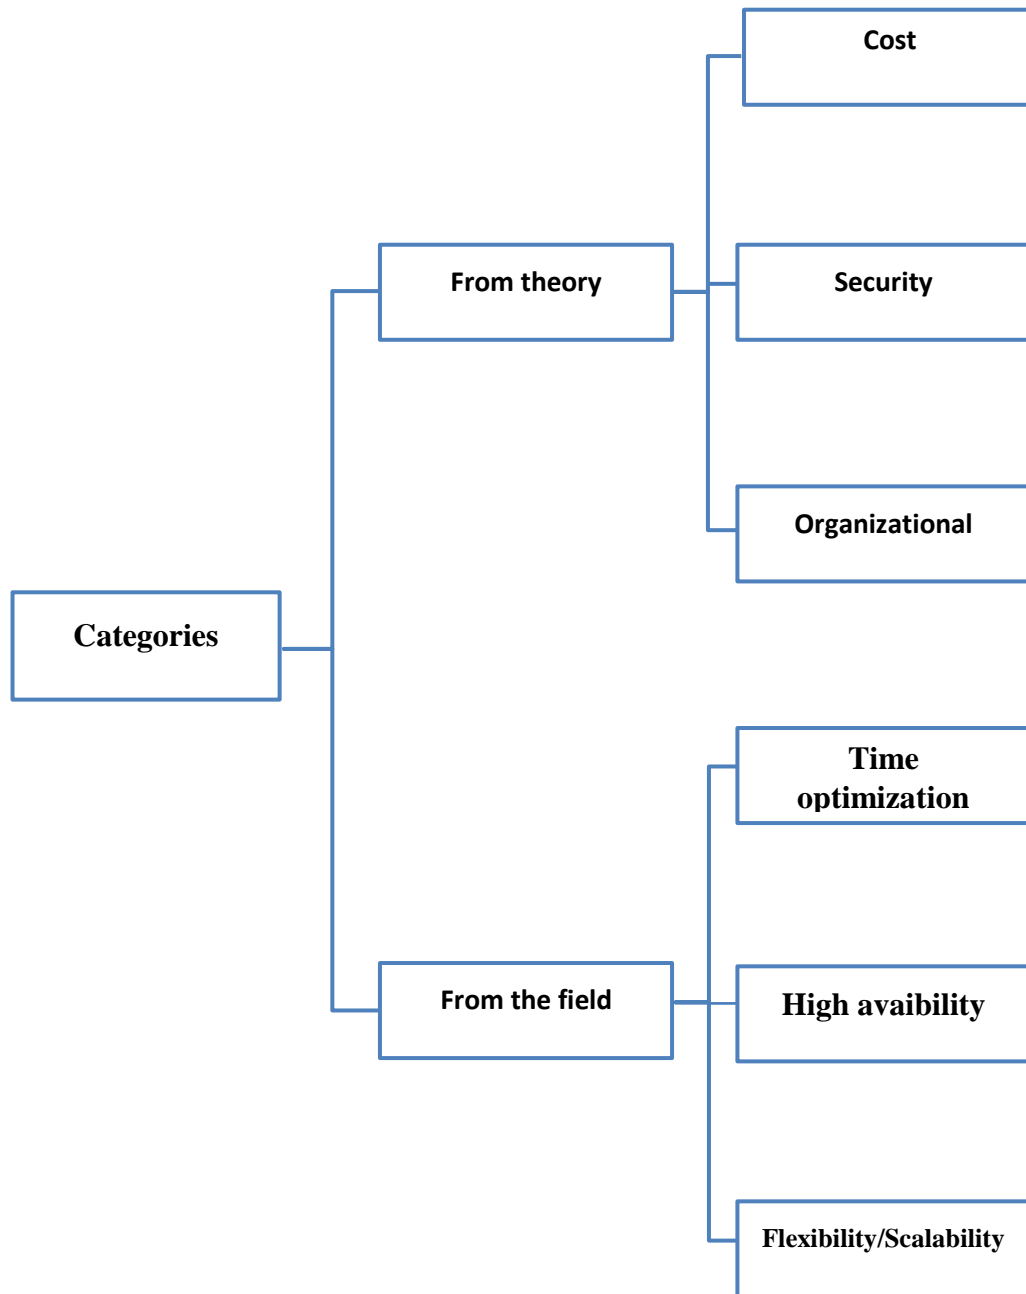 Cost
From theory
Security
Organizational
Categories
Time
optimization
From the field
High avaibility
Flexibility/Scalability